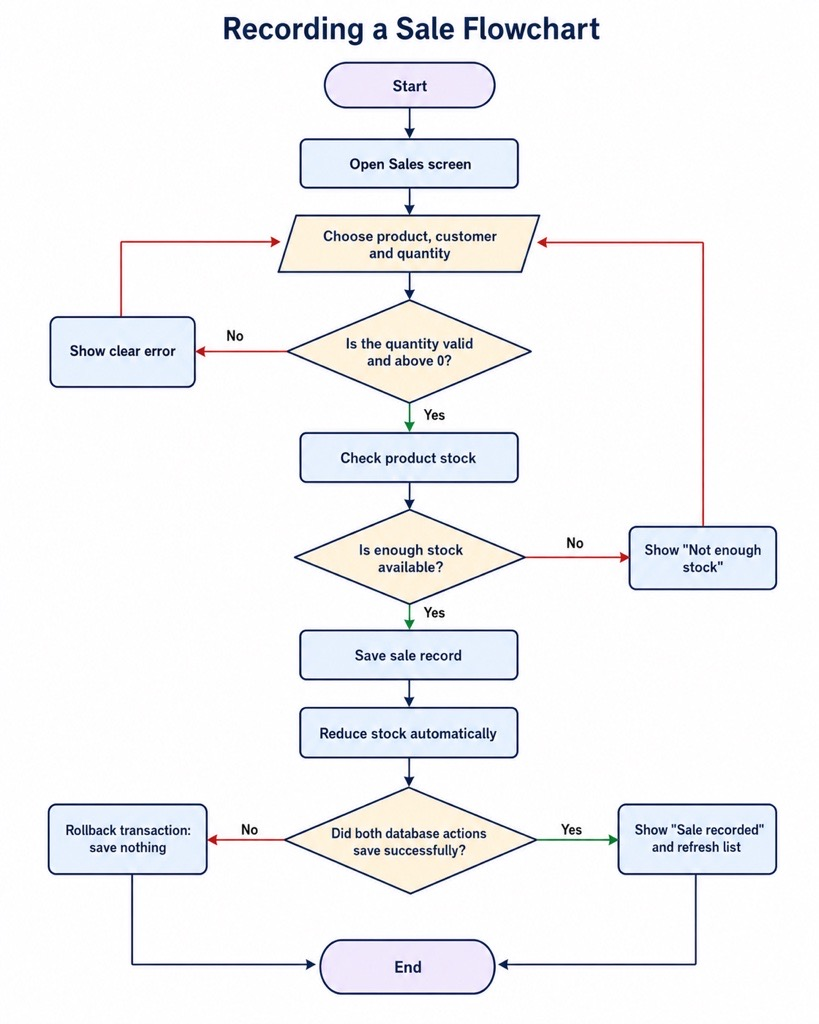 Recording a Sale Flowchart
Start
Open Sales screen
Choose product, customer
and quantity
Is the quantity valid
and above 0?
No
Show clear error
Yes
Check product stock
Is enough stock
available?
No
Show "Not enough
stock"
Yes
Save sale record
Reduce stock automatically
Did both database actions
save successfully?
No
Rollback transaction:
save nothing
Yes
Show "Sale recorded"
and refresh list
End